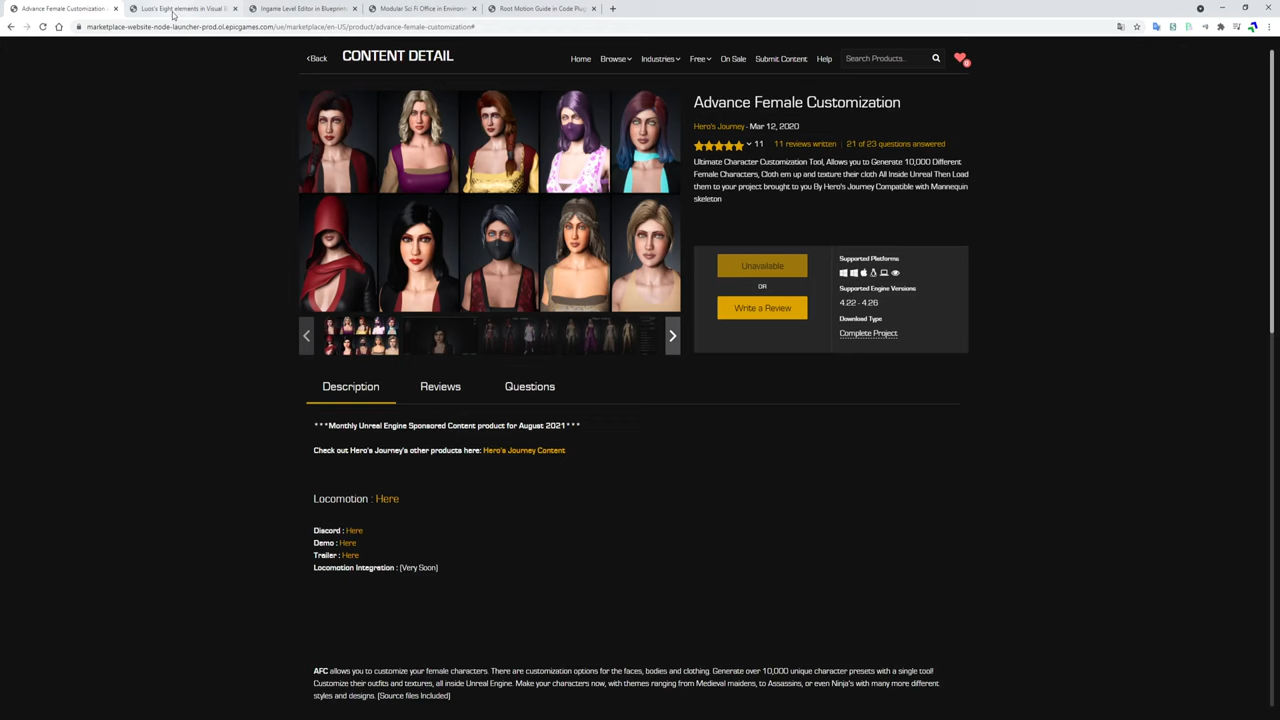 Advance Female Customization
Luos's Eight elements in Visual E
Ingame Level Editor in Blueprints
Modular Sci Fi Office in Environm
Root Motion Guide in Code Plug
marketplace-website-node-launcher-prod.ol.epicgames.com/ue/marketplace/en-US/product/advance-female-customization#
Back
CONTENT DETAIL
Home Browse Industries Free On Sale Submit Content Help Search Products...
0
Advance Female Customization
Hero's Journey - Mar 12, 2020
11 11 reviews written | 21 of 23 questions answered
Ultimate Character Customization Tool, Allows you to Generate 10,000 Different
Female Characters, Cloth em up and texture their cloth All Inside Unreal Then Load
them to your project brought to you By Hero's Journey Compatible with Mannequin
skeleton
Unavailable
OR
Write a Review
Supported Platforms
Supported Engine Versions
4.22 - 4.26
Download Type
Complete Project
Description Reviews Questions
***Monthly Unreal Engine Sponsored Content product for August 2021***
Check out Hero's Journey's other products here: Hero's Journey Content
Locomotion : Here
Discord : Here
Demo : Here
Trailer : Here
Locomotion Integration : [Very Soon]
AFC allows you to customize your female characters. There are customization options for the faces, bodies and clothing. Generate over 10,000 unique character presets with a single tool!
Customize their outfits and textures, all inside Unreal Engine. Make your characters now, with themes ranging from Medieval maidens, to Assassins, or even Ninja's with many more different
styles and designs. [Source files Included]